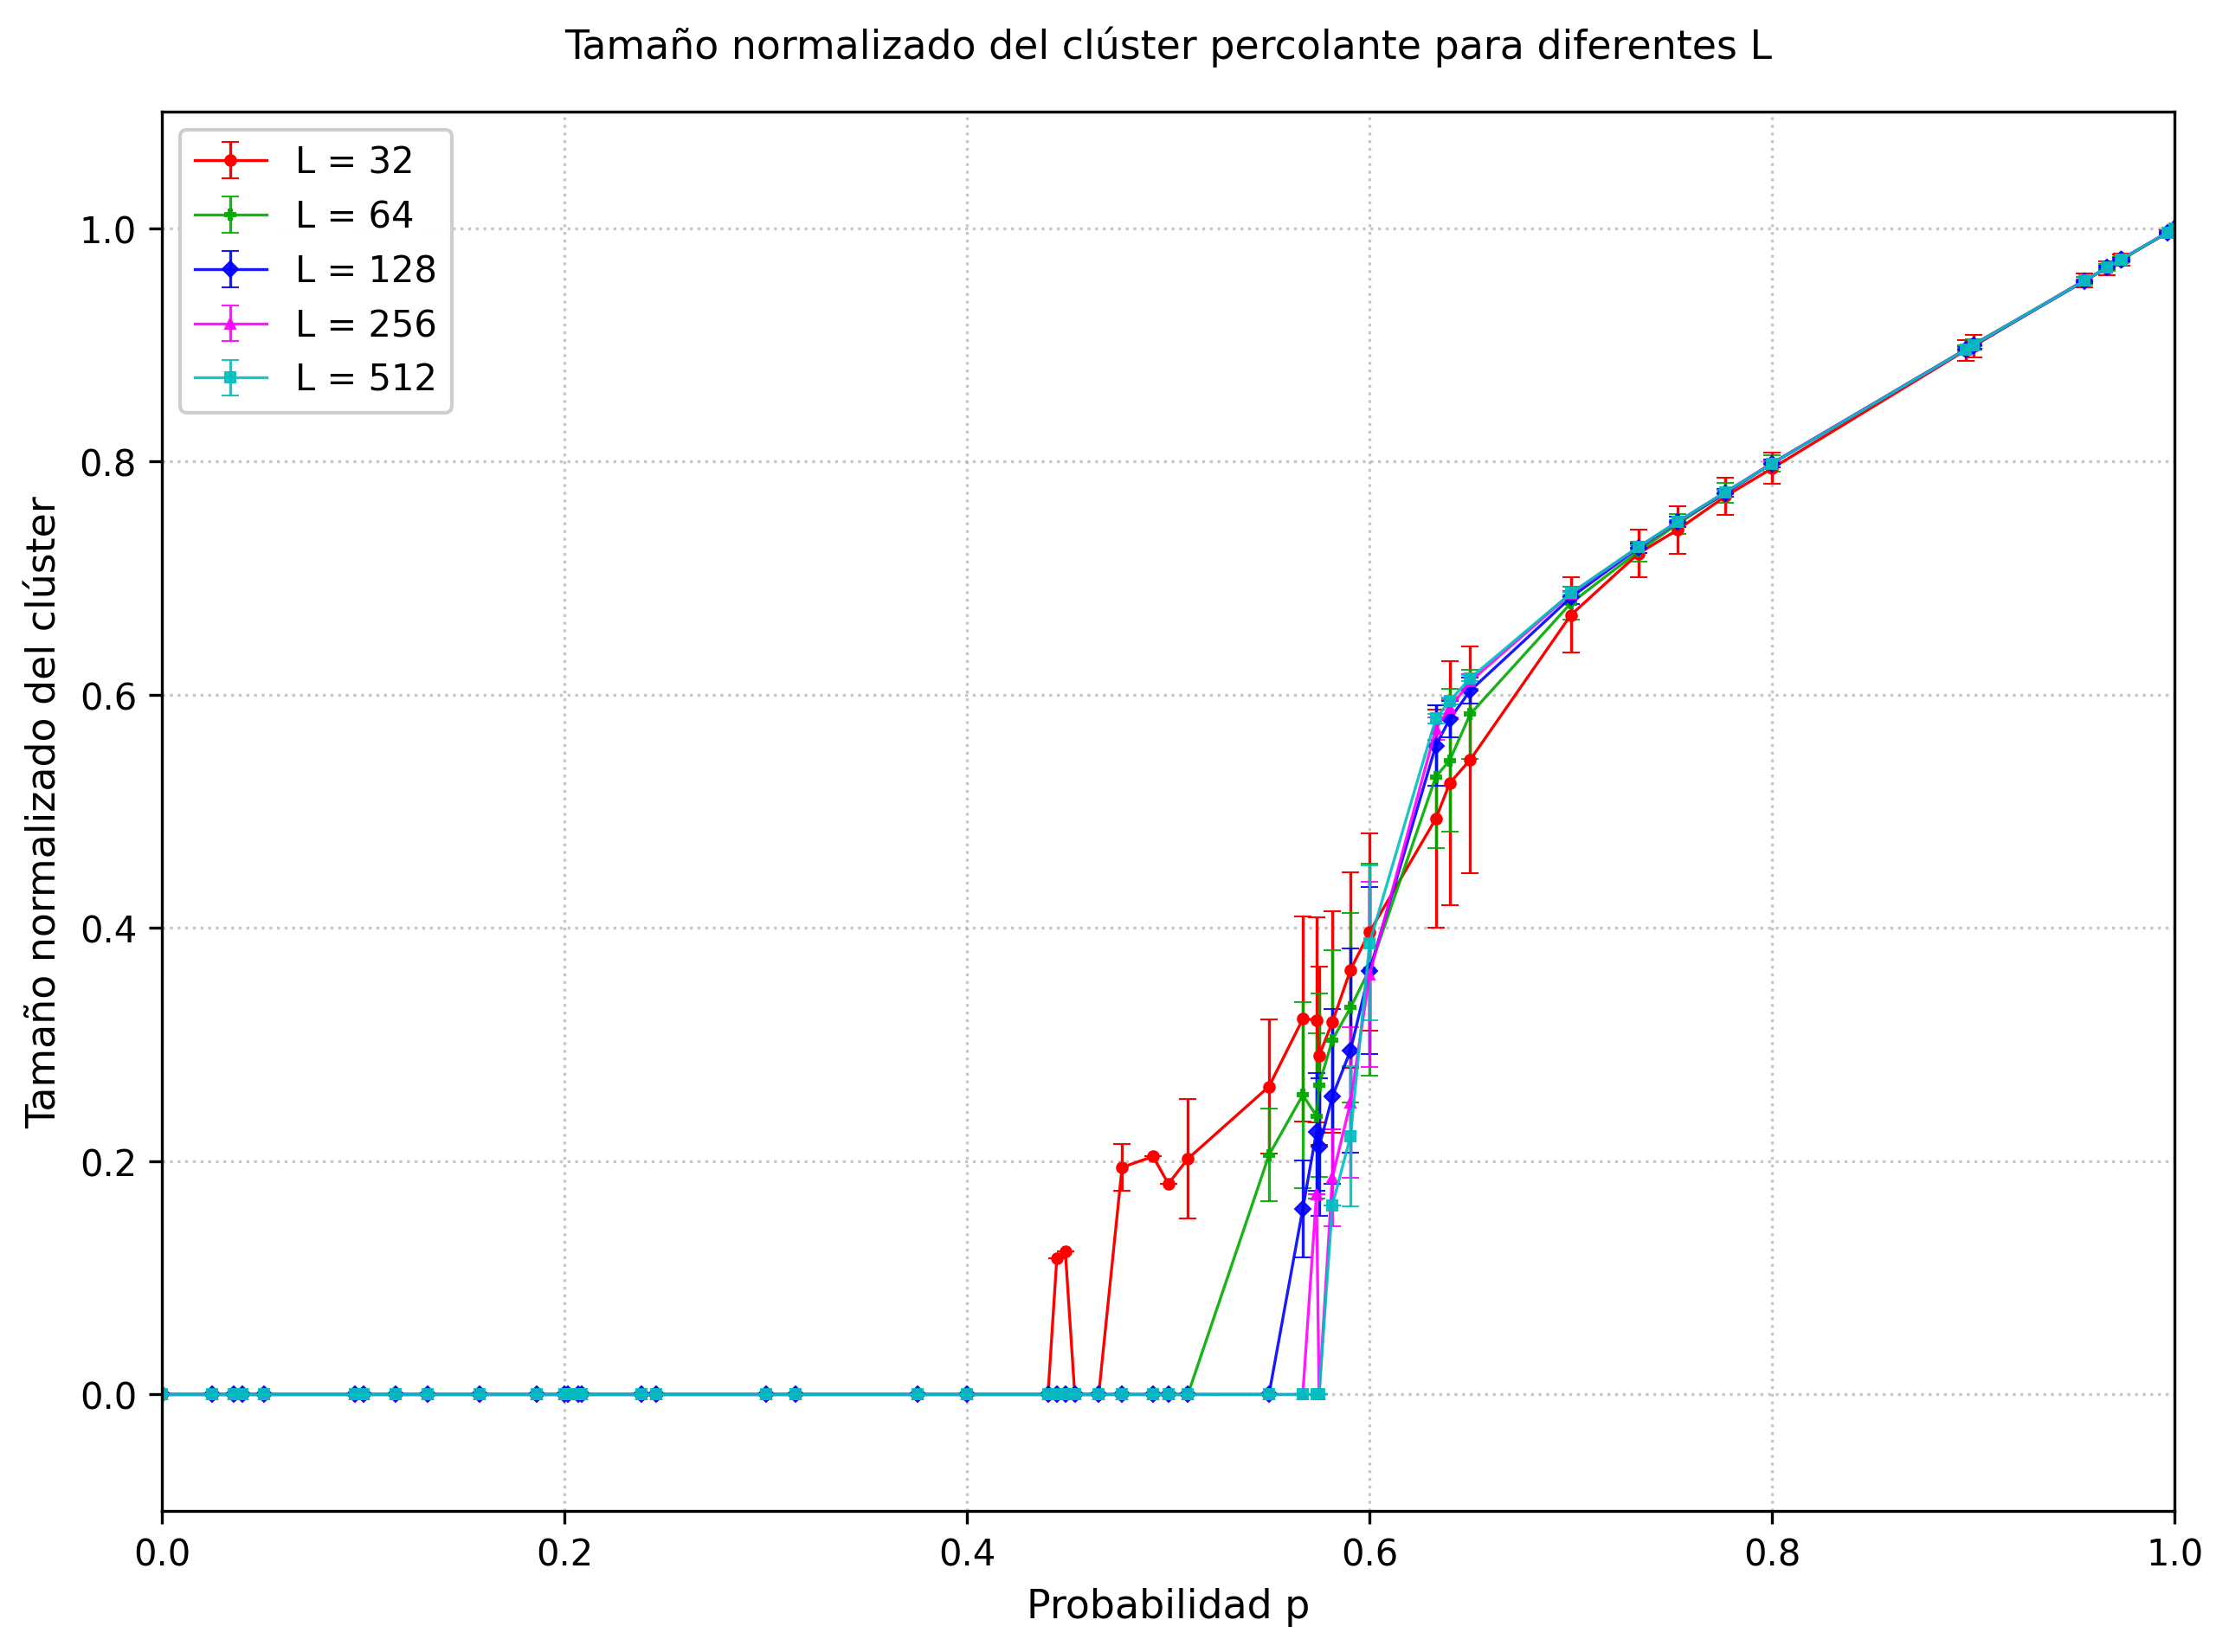 Tamaño normalizado del clúster percolante para diferentes L
L = 32
L = 64
L = 128
L = 256
L = 512
Tamaño normalizado del clúster
1.0
0.8
0.6
0.4
0.2
0.0
0.0 0.2 0.4 0.6 0.8 1.0
Probabilidad p